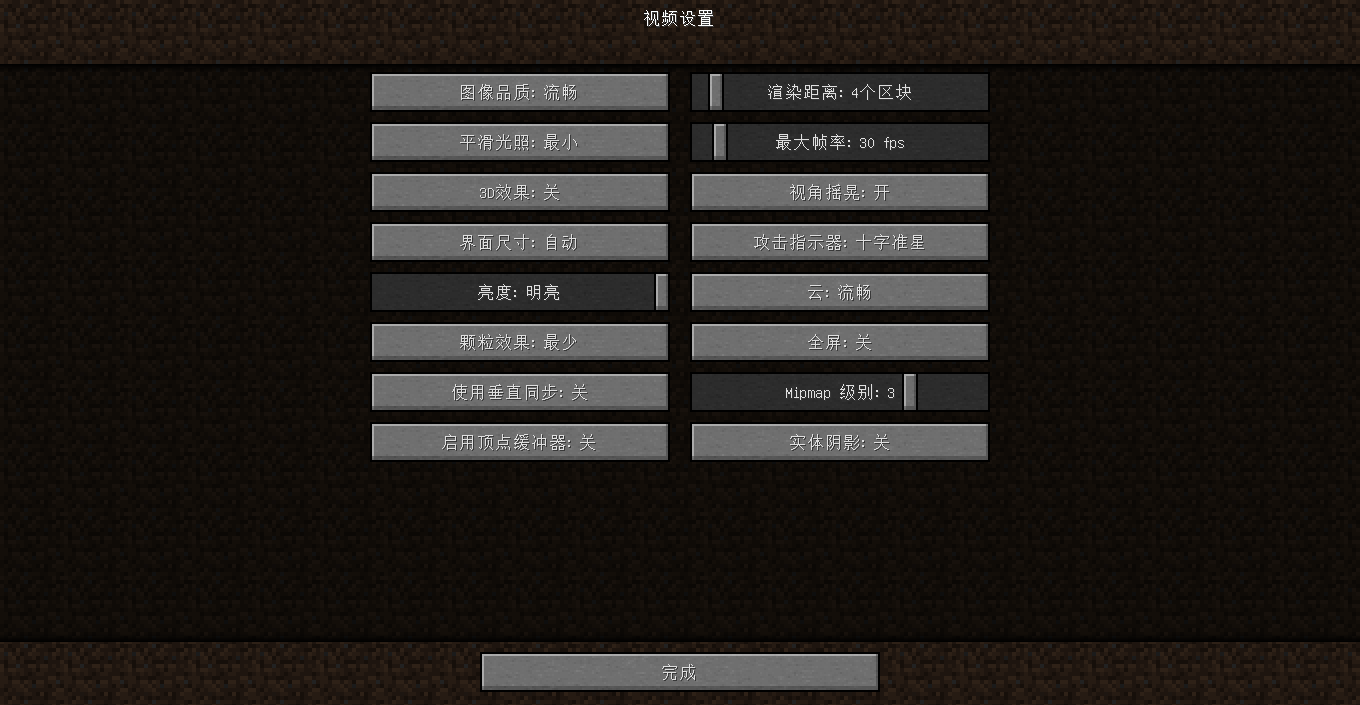 视频设置
图像品质: 流畅
渲染距离: 4个区块
平滑光照: 最小
最大帧率: 30 fps
3D效果: 关
视角摇晃: 开
界面尺寸: 自动
攻击指示器: 十字准星
亮度: 明亮
云: 流畅
颗粒效果: 最少
全屏: 关
使用垂直同步: 关
Mipmap 级别: 3
启用顶点缓冲器: 关
实体阴影: 关
完成